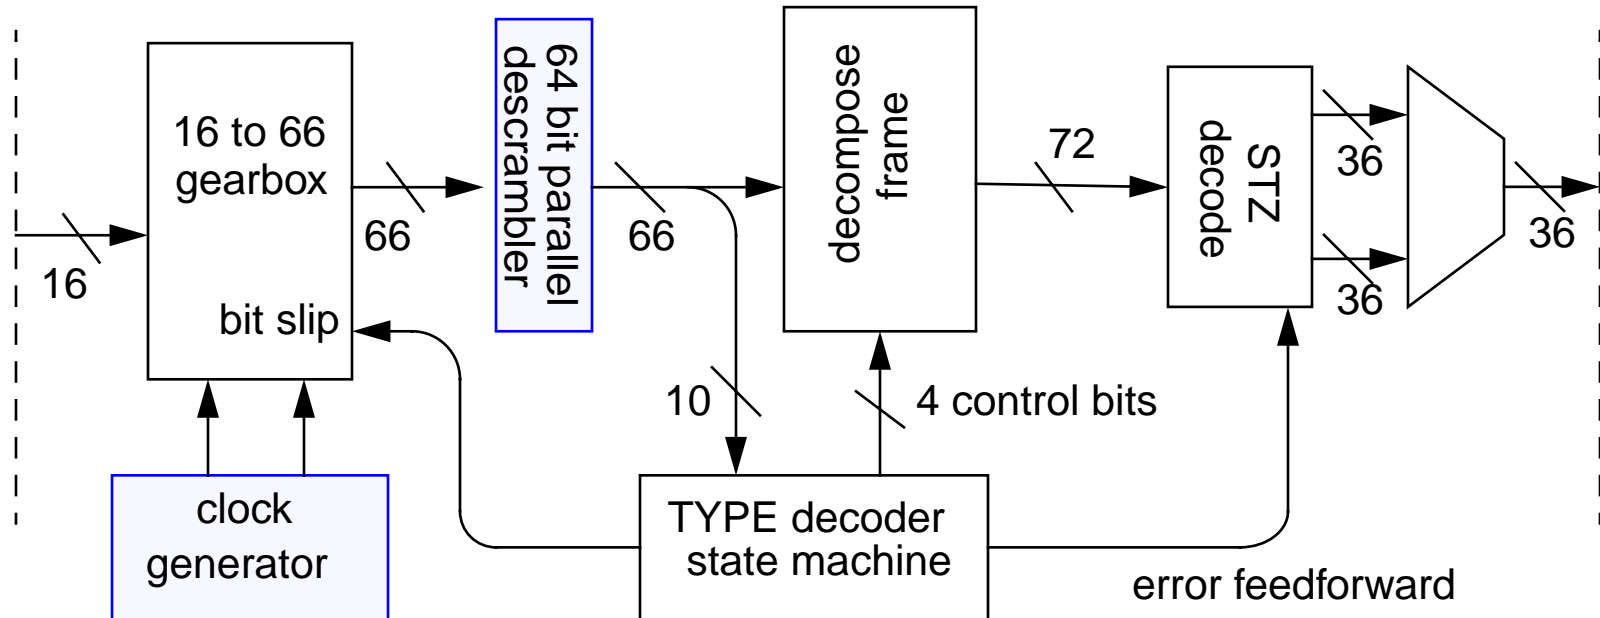 16
16 to 66
gearbox
bit slip
66
64 bit parallel
descrambler
66
decompose
frame
72
STZ
decode
36
36
36
10
4 control bits
clock
generator
TYPE decoder
state machine
error feedforward